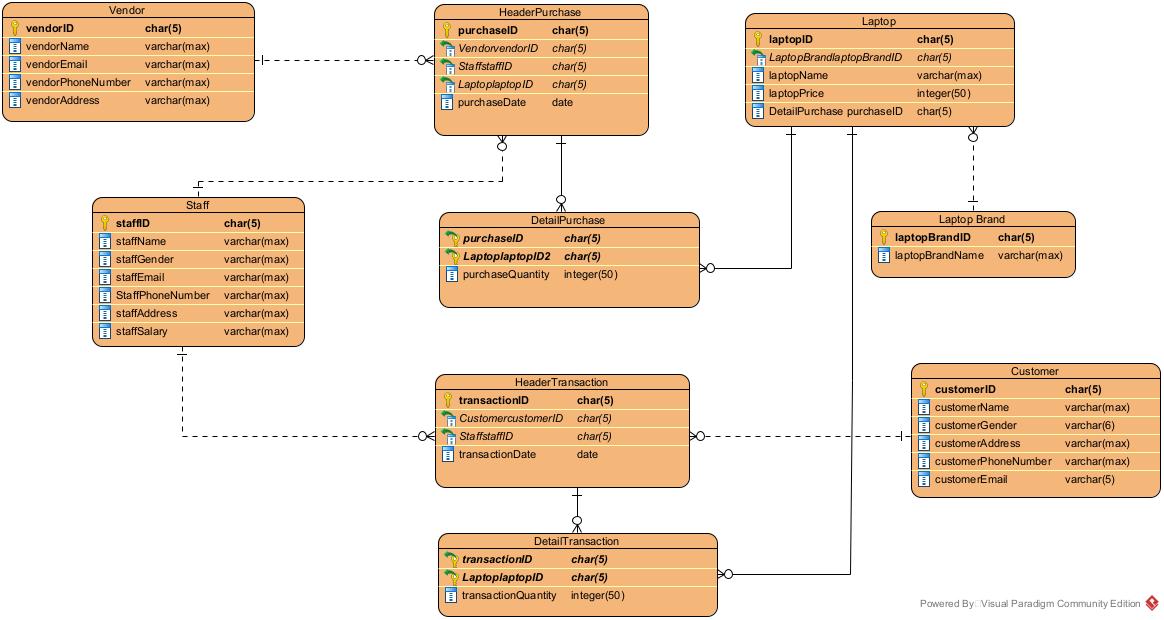 Vendor
vendorID char(5)
vendorName varchar(max)
vendorEmail varchar(max)
vendorPhoneNumber varchar(max)
vendorAddress varchar(max)
HeaderPurchase
purchaseID char(5)
VendorvendorID char(5)
StaffstaffID char(5)
LaptoplaptopID char(5)
purchaseDate date
Laptop
laptopID char(5)
LaptopBrandlaptopBrandID char(5)
laptopName varchar(max)
laptopPrice integer(50)
DetailPurchase purchaseID char(5)
Staff
staffID char(5)
staffName varchar(max)
staffGender varchar(max)
staffEmail varchar(max)
StaffPhoneNumber varchar(max)
staffAddress varchar(max)
staffSalary varchar(max)
DetailPurchase
purchaseID char(5)
LaptoplaptopID2 char(5)
purchaseQuantity integer(50)
Laptop Brand
laptopBrandID char(5)
laptopBrandName varchar(max)
HeaderTransaction
transactionID char(5)
CustomercustomerID char(5)
StaffstaffID char(5)
transactionDate date
Customer
customerID char(5)
customerName varchar(max)
customerGender varchar(6)
customerAddress varchar(max)
customerPhoneNumber varchar(max)
customerEmail varchar(5)
DetailTransaction
transactionID char(5)
LaptoplaptopID char(5)
transactionQuantity integer(50)
Powered By Visual Paradigm Community Edition